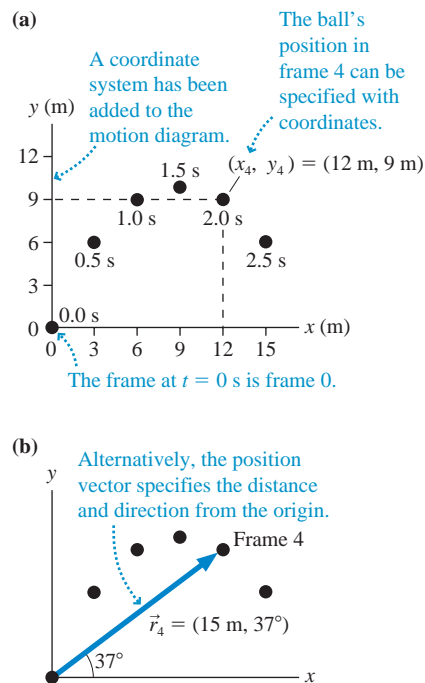 (a)
The ball's
position in
frame 4 can be
specified with
coordinates.
A coordinate
system has been
added to the
motion diagram.
y (m)
12
9
6
3
0
(x₄, y₄) = (12 m, 9 m)
1.5 s
1.0 s
2.0 s
0.5 s
2.5 s
0.0 s
x (m)
0 3 6 9 12 15
The frame at t = 0 s is frame 0.
(b)
Alternatively, the position
vector specifies the distance
and direction from the origin.
y
Frame 4
r⃗₄ = (15 m, 37°)
37°
x